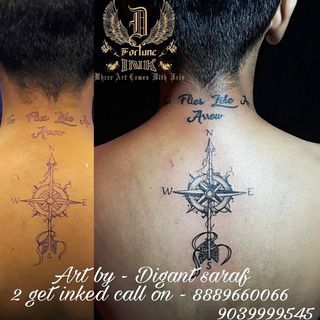 D
Fortune
INK
Where Art Comes With Pain
Flies Like A
Arrow
N
W E
S
Flies Like A
Arrow
N
W E
S
Art by - Digant saraf
2 get inked call on - 8889660066
9039999545